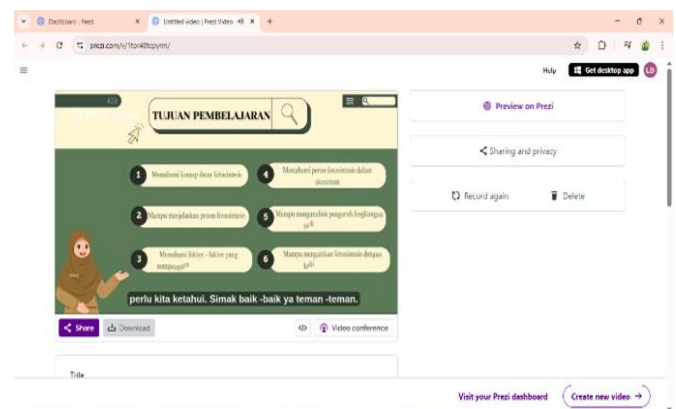 Dashboard | Prezi
Untitled video | Prezi Video
Help
Get desktop app
LD
TUJUAN PEMBELAJARAN
1 Memahami konsep dasar fotosintesis
2 Mampu menjelaskan proses fotosintesis
3 Memahami faktor - faktor yang
4 Memahami peran fotosintesis dalam
ekosistem
5 Mampu menganalisis pengaruh lingkungan
6 Mampu mengaitkan fotosintesis dengan
perlu kita ketahui. Simak baik -baik ya teman -teman.
Share
Download
Video conference
Preview on Prezi
Sharing and privacy
Record again
Delete
Title
Visit your Prezi dashboard
Create new video